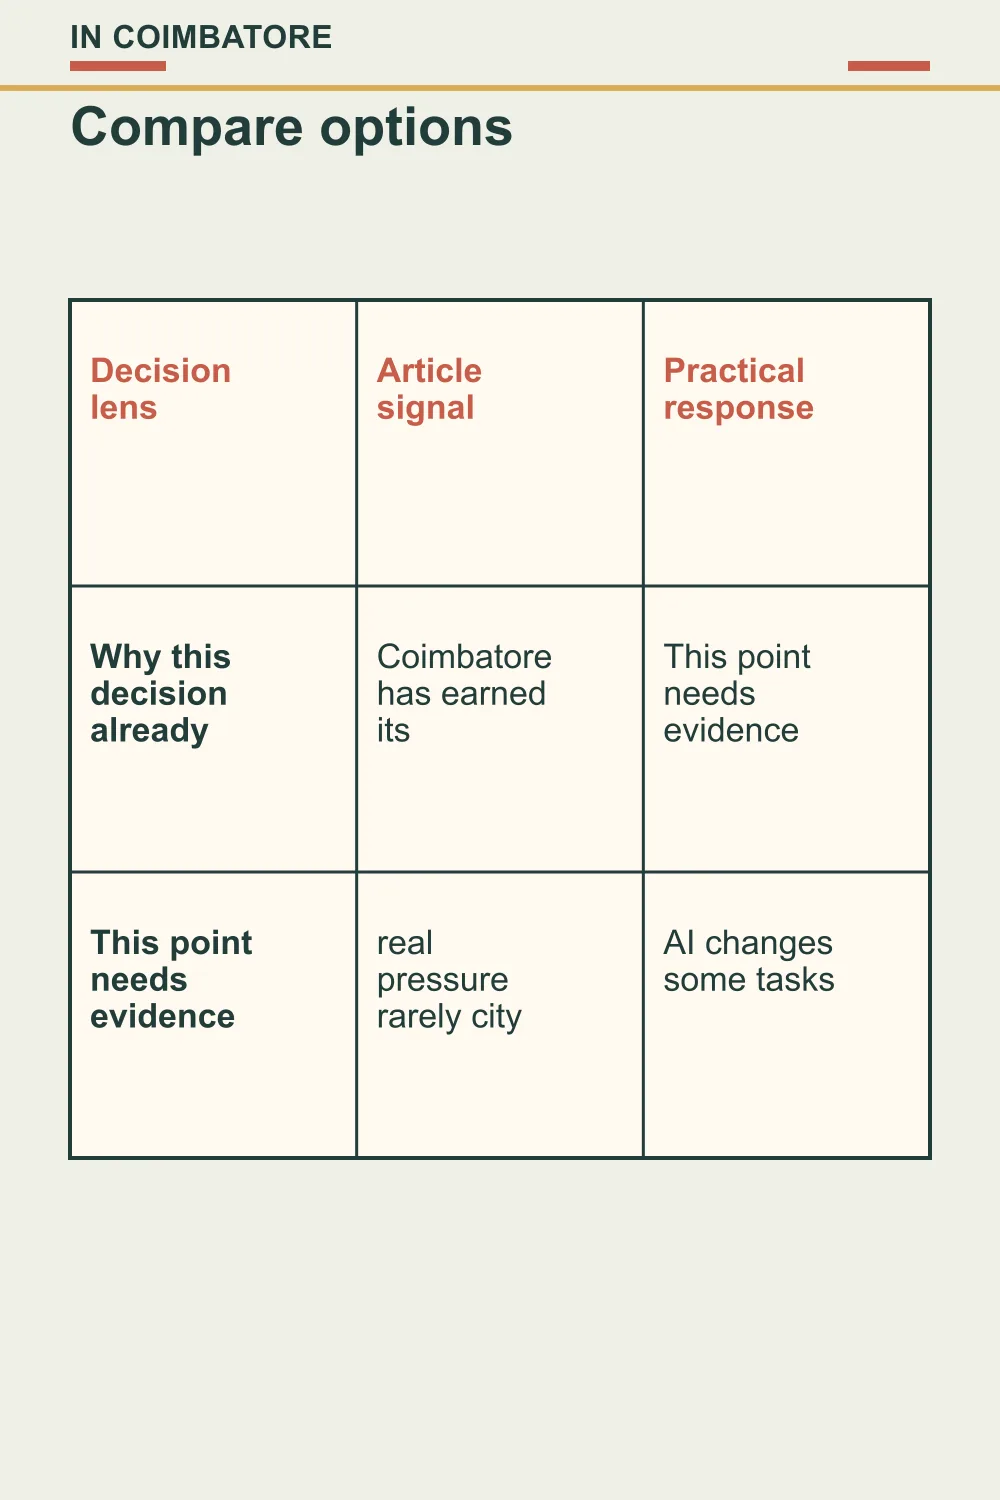 IN COIMBATORE
Compare options
Decision
lens
Article
signal
Practical
response
Why this
decision
already
Coimbatore
has earned
its
This point
needs
evidence
This point
needs
evidence
real
pressure
rarely city
AI changes
some tasks